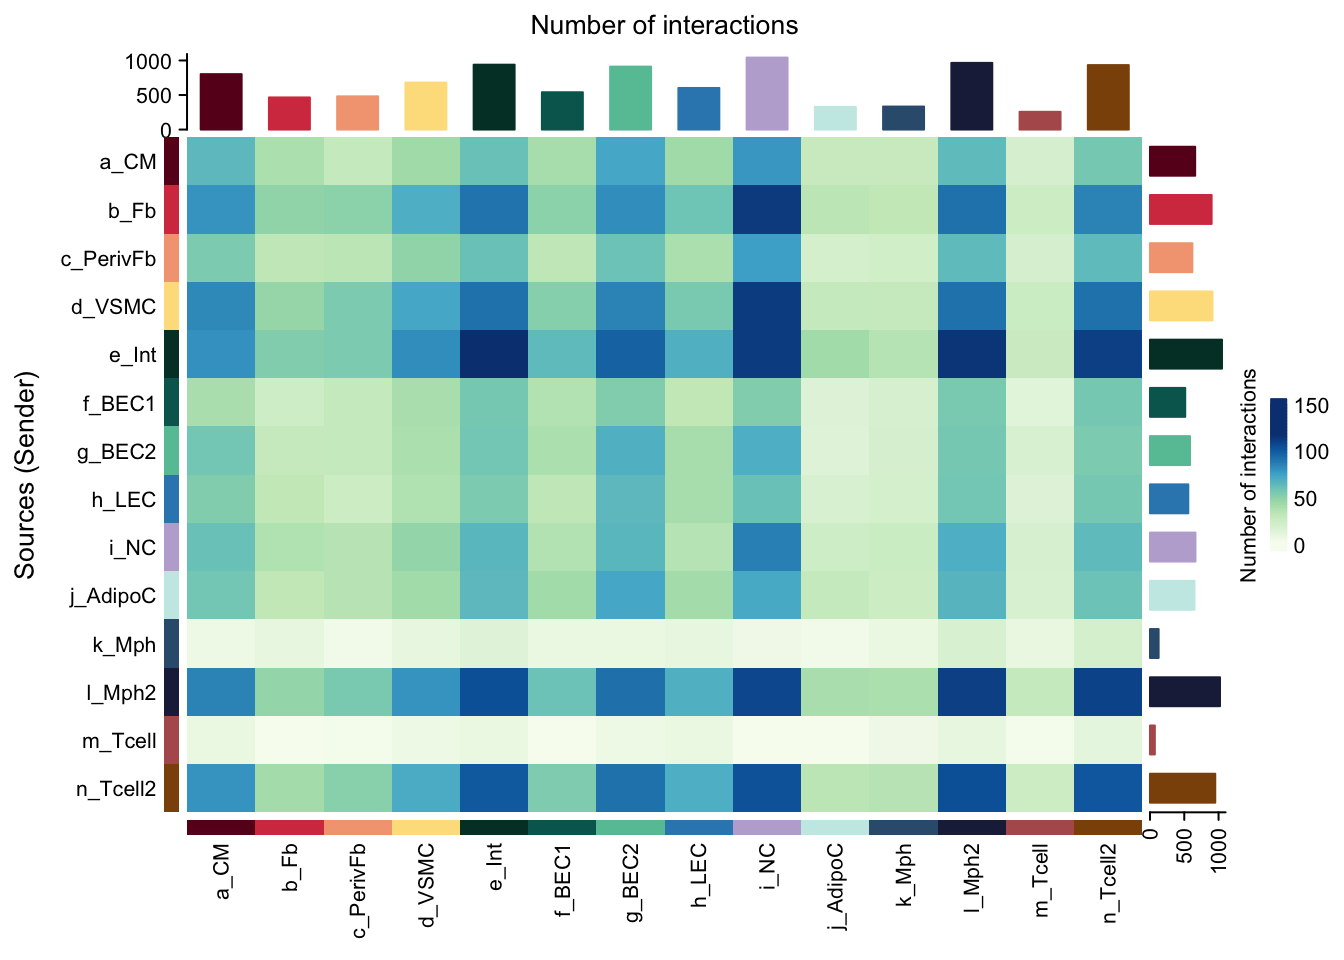 Number of interactions
1000
500
0
a_CM
b_Fb
c_PerivFb
d_VSMC
e_Int
f_BEC1
g_BEC2
h_LEC
i_NC
j_AdipoC
k_Mph
l_Mph2
m_Tcell
n_Tcell2
Sources (Sender)
a_CM
b_Fb
c_PerivFb
d_VSMC
e_Int
f_BEC1
g_BEC2
h_LEC
i_NC
j_AdipoC
k_Mph
l_Mph2
m_Tcell
n_Tcell2
0
500
1000
Number of interactions
150
100
50
0